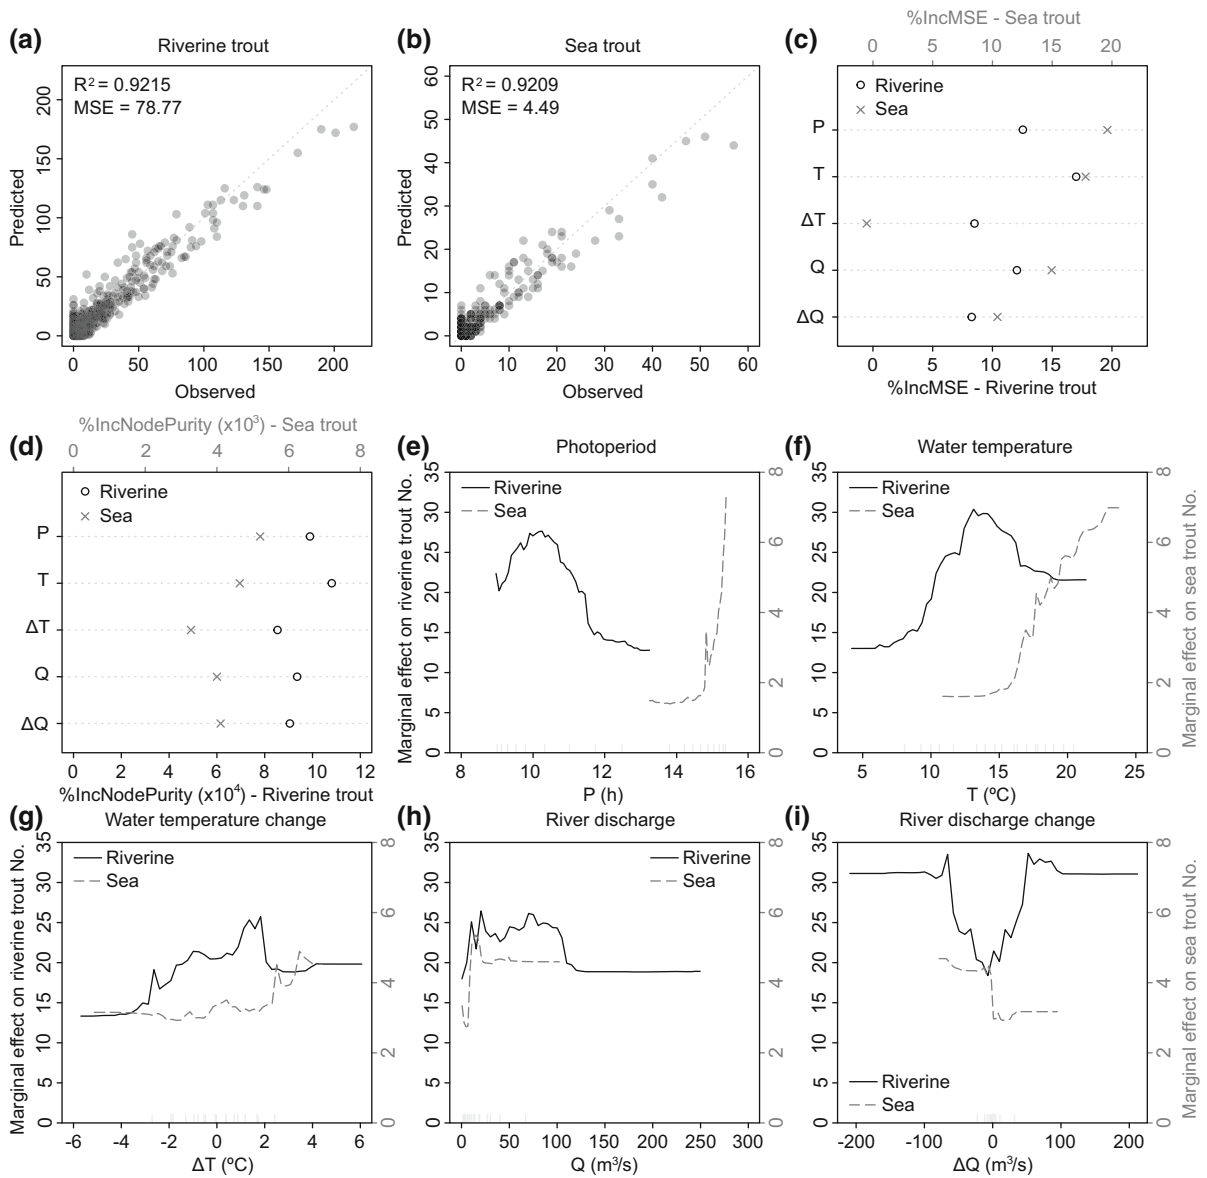 (a)
Riverine trout
R² = 0.9215
MSE = 78.77
Predicted
0
50
100
150
200
0
50
100
150
200
Observed
(b)
Sea trout
R² = 0.9209
MSE = 4.49
Predicted
0
10
20
30
40
50
60
0
10
20
30
40
50
60
Observed
(c)
%IncMSE - Sea trout
0 5 10 15 20
Riverine
Sea
P
T
ΔT
Q
ΔQ
0 5 10 15 20
%IncMSE - Riverine trout
(d)
%IncNodePurity (x10³) - Sea trout
0 2 4 6 8
Riverine
Sea
P
T
ΔT
Q
ΔQ
0 2 4 6 8 10 12
%IncNodePurity (x10⁴) - Riverine trout
(e)
Photoperiod
Riverine
Sea
Marginal effect on riverine trout No.
0 5 10 15 20 25 30 35
0 2 4 6 8
8 10 12 14 16
P (h)
(f)
Water temperature
Riverine
Sea
0 5 10 15 20 25 30 35
0 2 4 6 8
Marginal effect on sea trout No.
5 10 15 20 25
T (ºC)
(g)
Water temperature change
Riverine
Sea
Marginal effect on riverine trout No.
0 5 10 15 20 25 30 35
0 2 4 6 8
-6 -4 -2 0 2 4 6
ΔT (ºC)
(h)
River discharge
Riverine
Sea
0 5 10 15 20 25 30 35
0 2 4 6 8
0 50 100 150 200 250 300
Q (m³/s)
(i)
River discharge change
Riverine
Sea
0 5 10 15 20 25 30 35
0 2 4 6 8
Marginal effect on sea trout No.
-200 -100 0 100 200
ΔQ (m³/s)